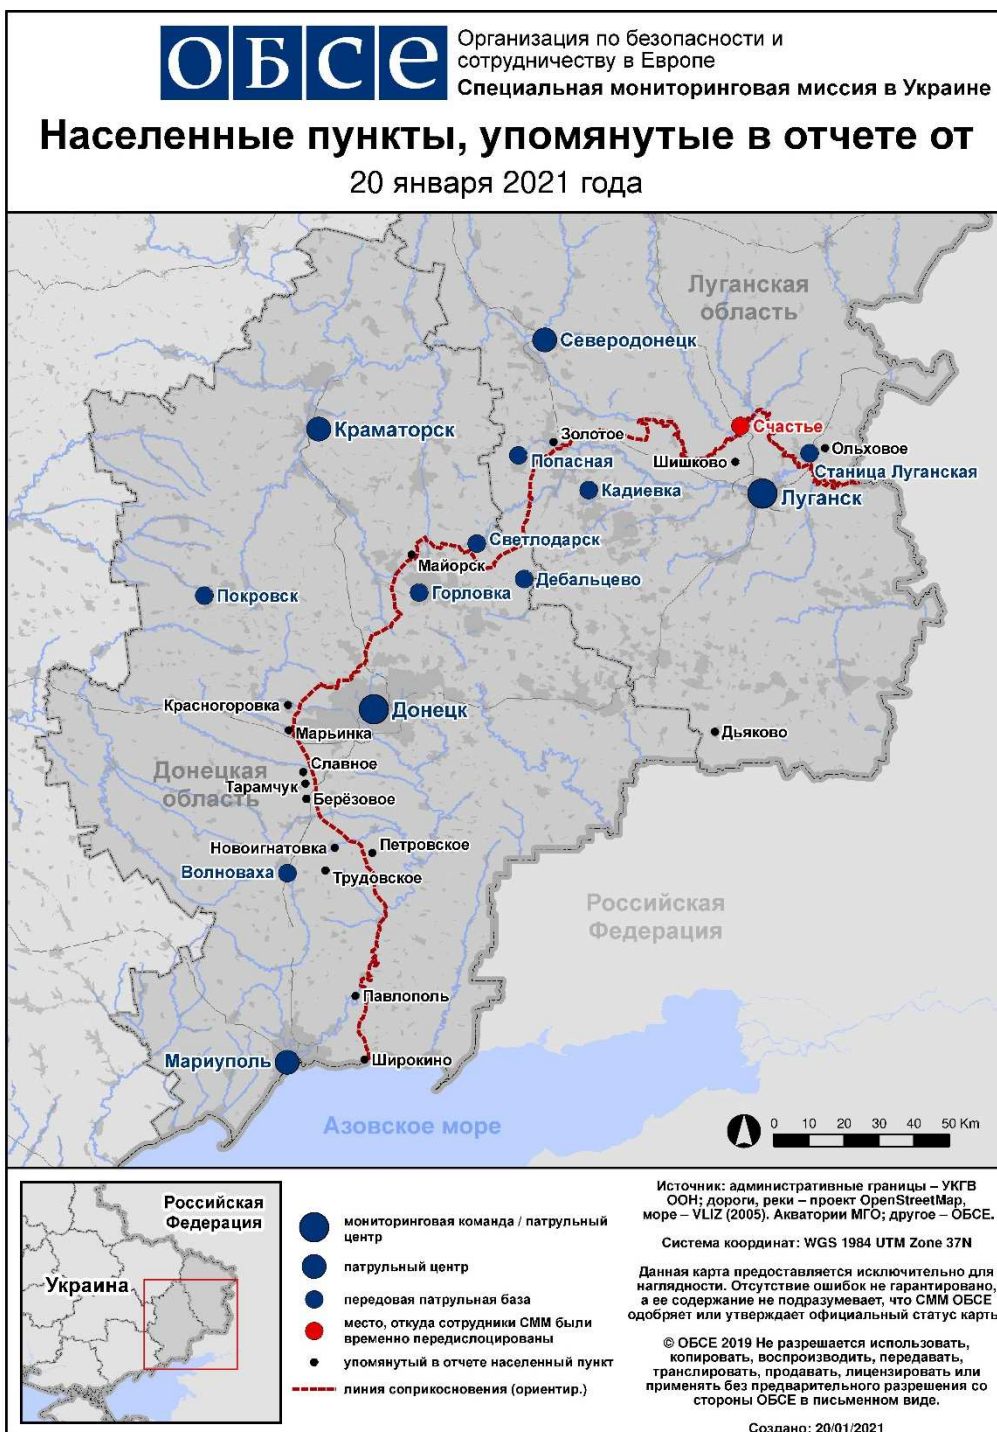 ОБСЕ
Организация по безопасности и
сотрудничеству в Европе
Специальная мониторинговая миссия в Украине
Населенные пункты, упомянутые в отчете от
20 января 2021 года
Луганская
область
Северодонецк
Краматорск
Золотое
Счастье
Попасная
Шишково
Ольховое
Станица Луганская
Кадиевка
Луганск
Светлодарск
Майорск
Дебальцево
Покровск
Горловка
Красногоровка
Донецк
Марьинка
Дьяково
Славное
Донецкая
область
Тарамчук
Берёзовое
Новоигнатовка
Петровское
Волноваха
Трудовское
Российская
Федерация
Павлополь
Мариуполь
Широкино
Азовское море
0 10 20 30 40 50 Km
Российская
Федерация
Украина
мониторинговая команда / патрульный
центр
патрульный центр
передовая патрульная база
место, откуда сотрудники СММ были
временно передислоцированы
упомянутый в отчете населенный пункт
линия соприкосновения (ориентир.)
Источник: административные границы – УКГВ
ООН; дороги, реки – проект OpenStreetMap,
море – VLIZ (2005). Акватории МГО; другое – ОБСЕ.
Система координат: WGS 1984 UTM Zone 37N
Данная карта предоставляется исключительно для
наглядности. Отсутствие ошибок не гарантировано,
а ее содержание не подразумевает, что СММ ОБСЕ
одобряет или утверждает официальный статус карты
© ОБСЕ 2019 Не разрешается использовать,
копировать, воспроизводить, передавать,
транслировать, продавать, лицензировать или
применять без предварительного разрешения со
стороны ОБСЕ в письменном виде.
Создано: 20/01/2021